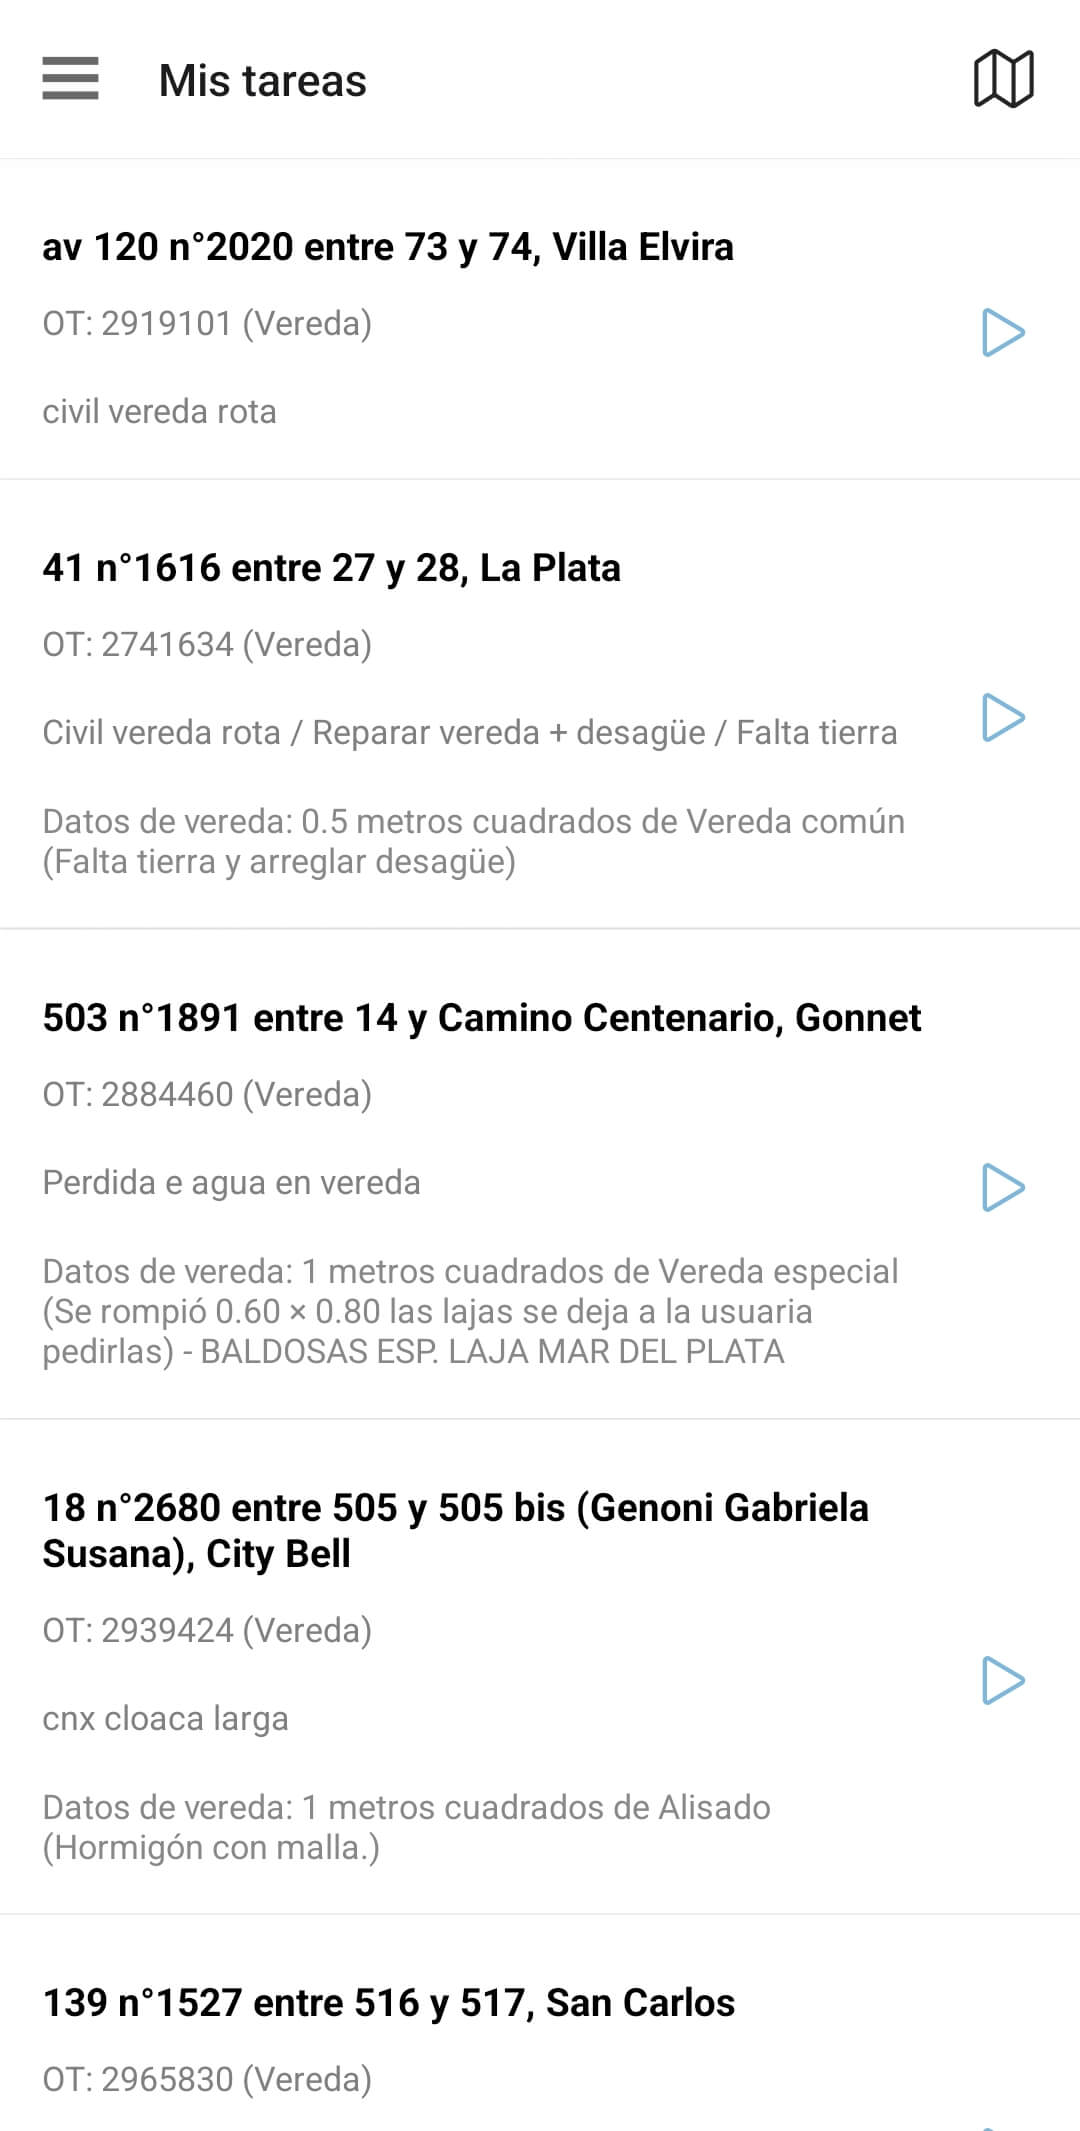 Mis tareas
av 120 n°2020 entre 73 y 74, Villa Elvira
OT: 2919101 (Vereda)
civil vereda rota
41 n°1616 entre 27 y 28, La Plata
OT: 2741634 (Vereda)
Civil vereda rota / Reparar vereda + desagüe / Falta tierra
Datos de vereda: 0.5 metros cuadrados de Vereda común
(Falta tierra y arreglar desagüe)
503 n°1891 entre 14 y Camino Centenario, Gonnet
OT: 2884460 (Vereda)
Perdida e agua en vereda
Datos de vereda: 1 metros cuadrados de Vereda especial
(Se rompió 0.60 × 0.80 las lajas se deja a la usuaria
pedirlas) - BALDOSAS ESP. LAJA MAR DEL PLATA
18 n°2680 entre 505 y 505 bis (Genoni Gabriela
Susana), City Bell
OT: 2939424 (Vereda)
cnx cloaca larga
Datos de vereda: 1 metros cuadrados de Alisado
(Hormigón con malla.)
139 n°1527 entre 516 y 517, San Carlos
OT: 2965830 (Vereda)